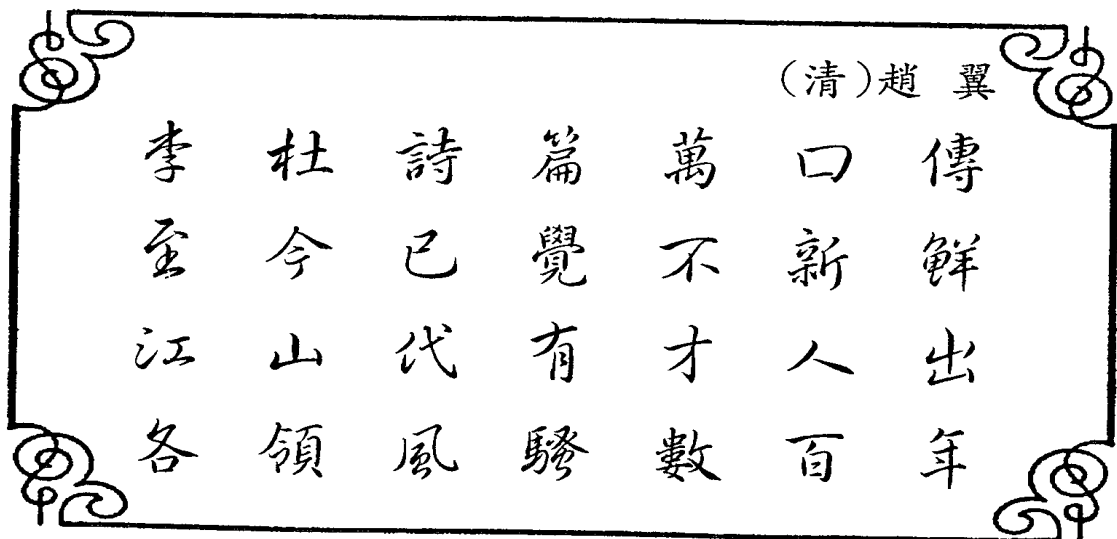 (清)趙 翼
李杜詩篇萬口傳
至今已覺不新鮮
江山代有才人出
各領風騷數百年